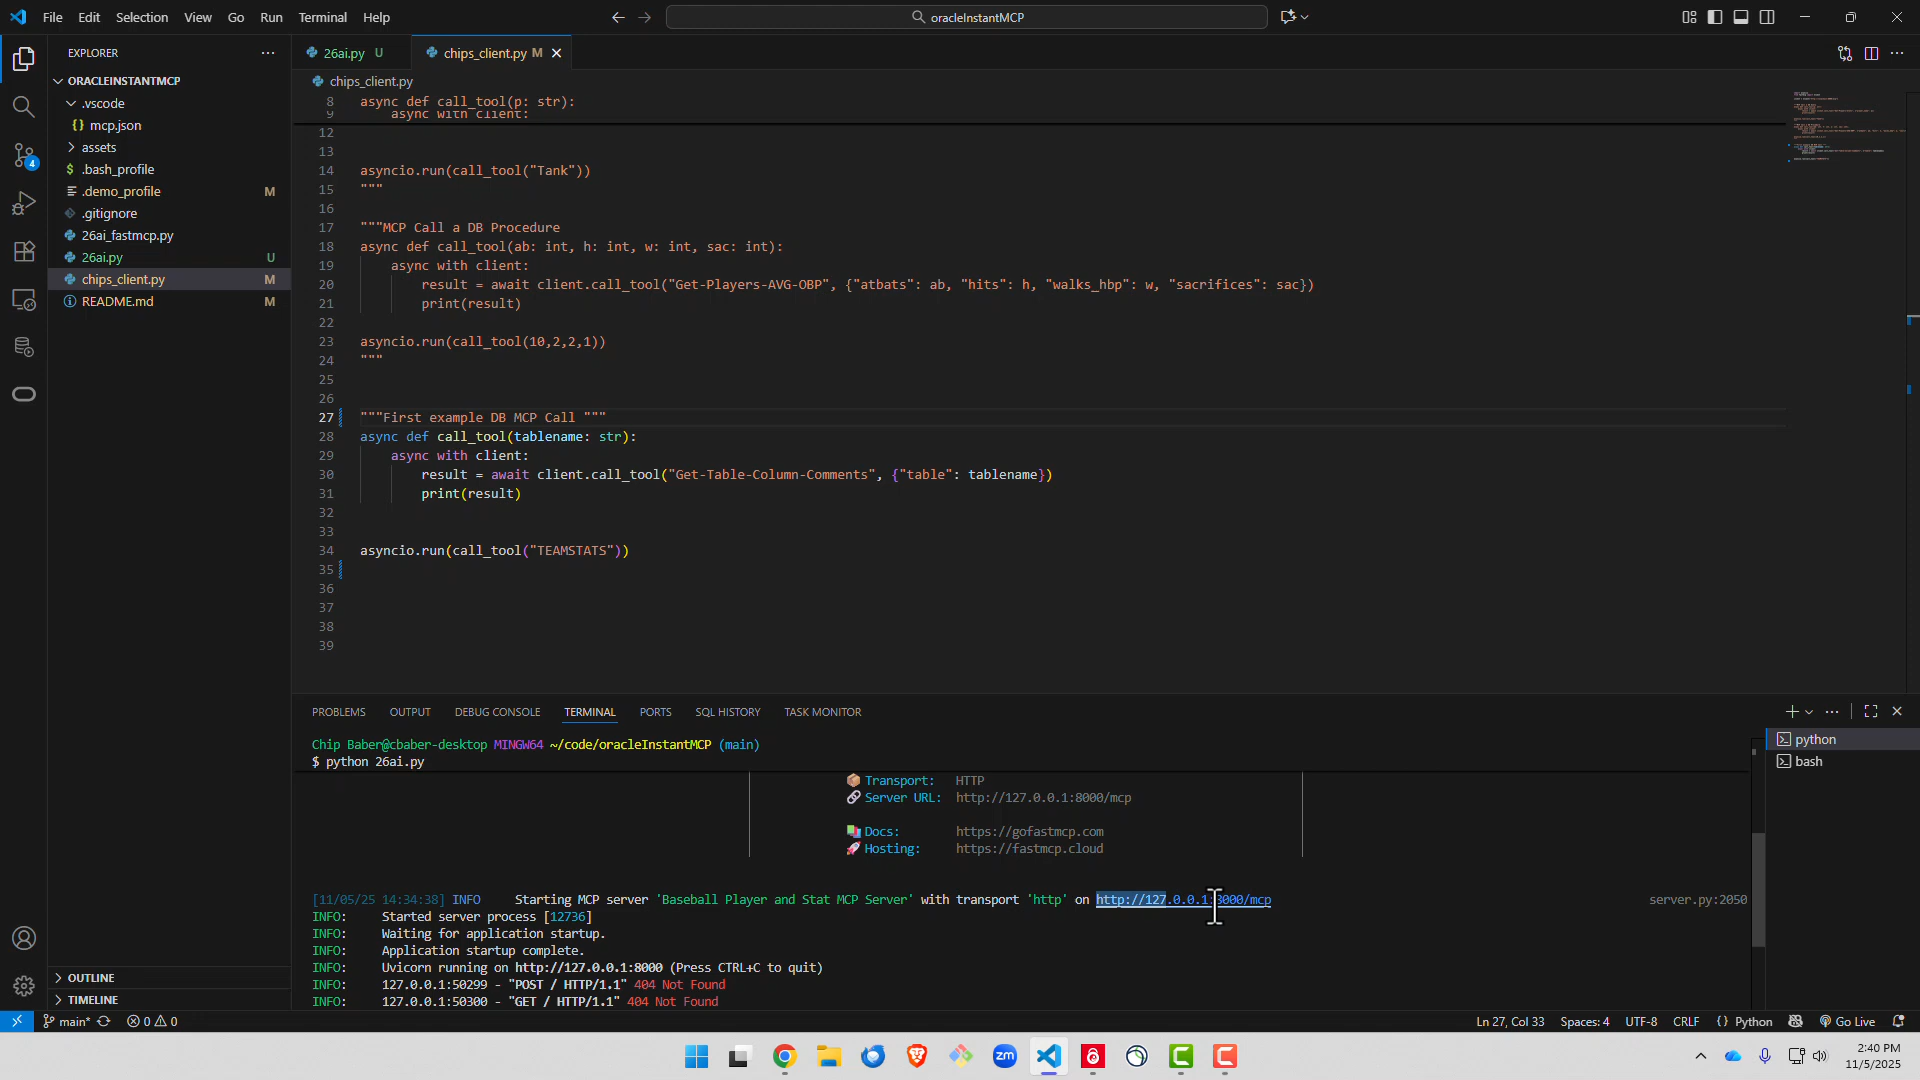 File Edit Selection View Go Run Terminal Help
oracleInstantMCP
EXPLORER
ORACLEINSTANTMCP
.vscode
mcp.json
assets
.bash_profile
.demo_profile M
.gitignore
26ai_fastmcp.py
26ai.py U
chips_client.py M
README.md M
OUTLINE
TIMELINE
4
26ai.py U
chips_client.py M
chips_client.py
8 async def call_tool(p: str):
9 async with client:
12
13
14 asyncio.run(call_tool("Tank"))
15 """
16
17 """MCP Call a DB Procedure
18 async def call_tool(ab: int, h: int, w: int, sac: int):
19 async with client:
20 result = await client.call_tool("Get-Players-AVG-OBP", {"atbats": ab, "hits": h, "walks_hbp": w, "sacrifices": sac})
21 print(result)
22
23 asyncio.run(call_tool(10,2,2,1))
24 """
25
26
27 """First example DB MCP Call """
28 async def call_tool(tablename: str):
29 async with client:
30 result = await client.call_tool("Get-Table-Column-Comments", {"table": tablename})
31 print(result)
32
33
34 asyncio.run(call_tool("TEAMSTATS"))
35
36
37
38
39
PROBLEMS OUTPUT DEBUG CONSOLE TERMINAL PORTS SQL HISTORY TASK MONITOR
python
bash
Chip Baber@cbaber-desktop MINGW64 ~/code/oracleInstantMCP (main)
$ python 26ai.py
Transport: HTTP
Server URL: http://127.0.0.1:8000/mcp
Docs: https://gofastmcp.com
Hosting: https://fastmcp.cloud
[11/05/25 14:34:38] INFO Starting MCP server 'Baseball Player and Stat MCP Server' with transport 'http' on http://127.0.0.1:8000/mcp server.py:2050
INFO: Started server process [12736]
INFO: Waiting for application startup.
INFO: Application startup complete.
INFO: Uvicorn running on http://127.0.0.1:8000 (Press CTRL+C to quit)
INFO: 127.0.0.1:50299 - "POST / HTTP/1.1" 404 Not Found
INFO: 127.0.0.1:50300 - "GET / HTTP/1.1" 404 Not Found
main* 0 0 Ln 27, Col 33 Spaces: 4 UTF-8 CRLF Python Go Live
zm
2:40 PM
11/5/2025